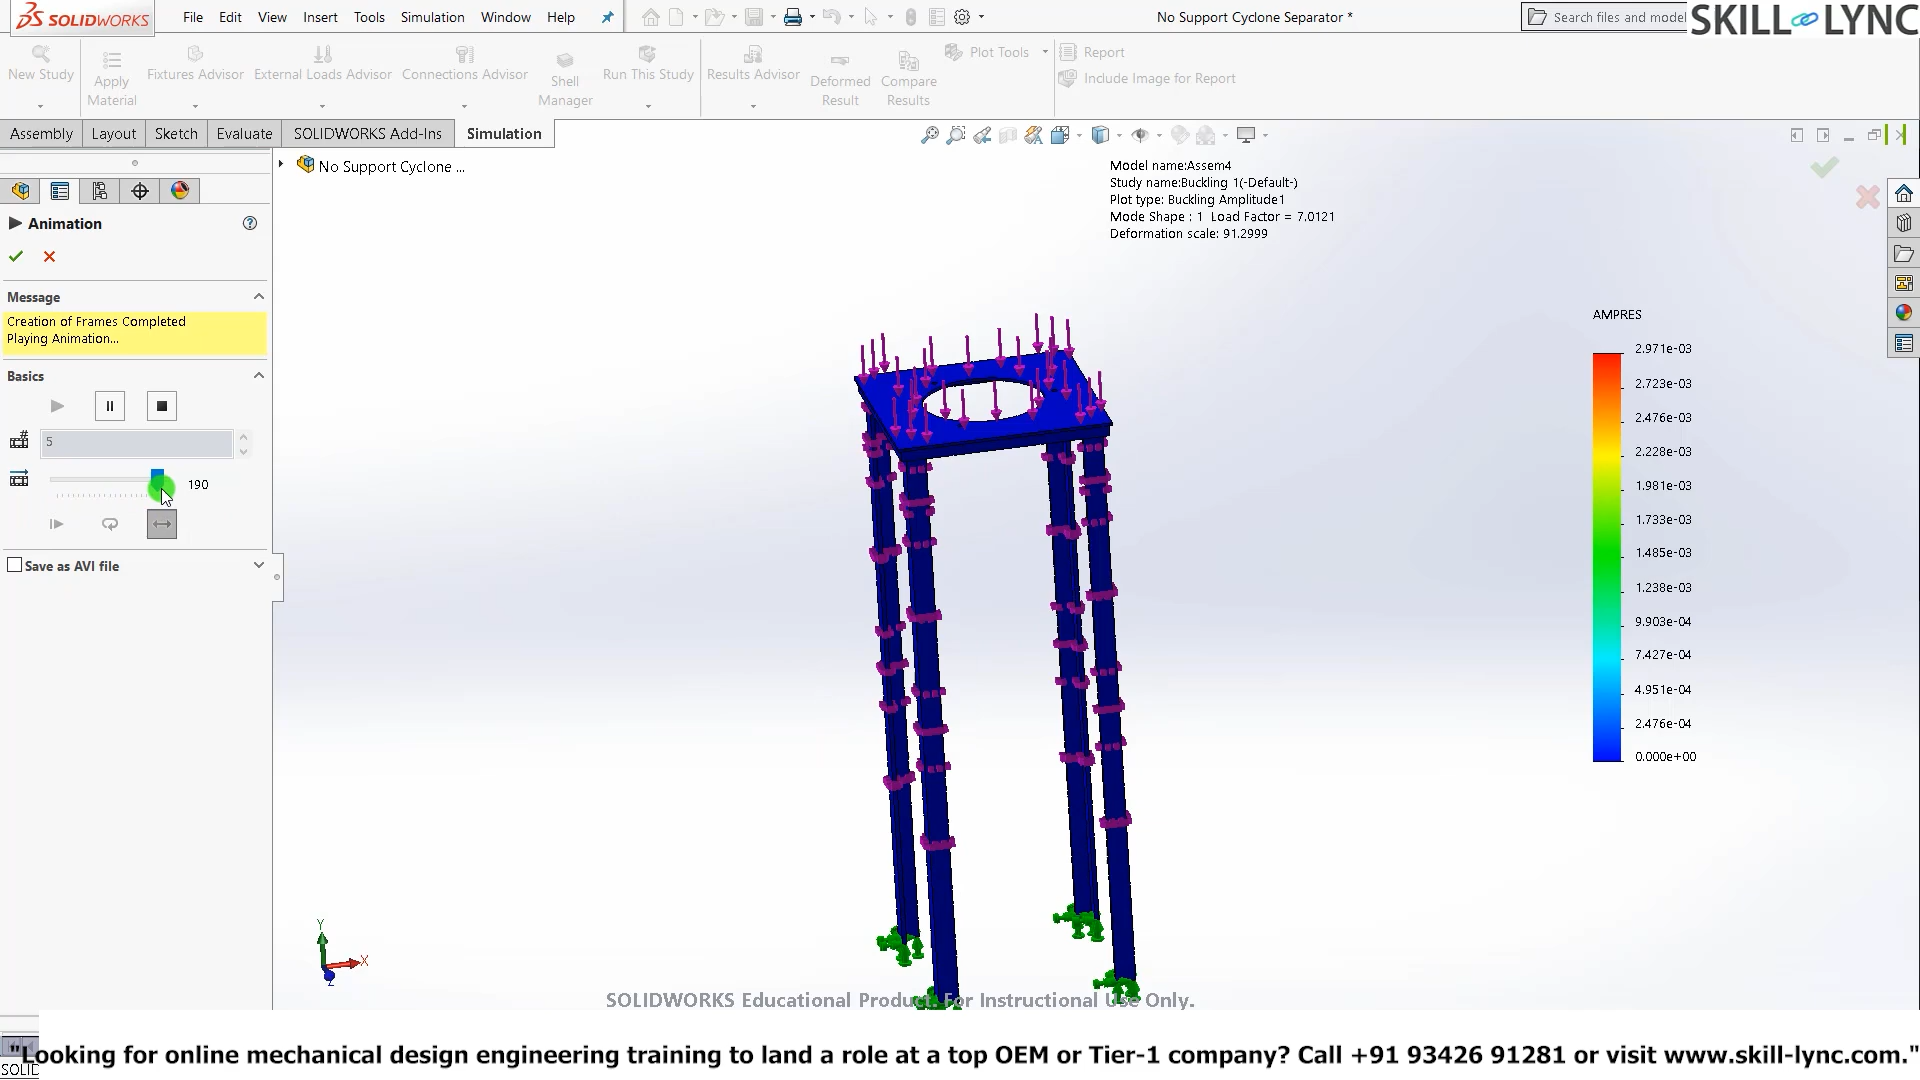 SOLIDWORKS
File Edit View Insert Tools Simulation Window Help
No Support Cyclone Separator *
Search files and model
SKILL LYNC
New Study
Apply Material
Fixtures Advisor
External Loads Advisor
Connections Advisor
Shell Manager
Run This Study
Results Advisor
Deformed Result
Compare Results
Plot Tools
Report
Include Image for Report
Assembly Layout Sketch Evaluate SOLIDWORKS Add-Ins Simulation
No Support Cyclone ...
Model name:Assem4
Study name:Buckling 1(-Default-)
Plot type: Buckling Amplitude1
Mode Shape : 1 Load Factor = 7.0121
Deformation scale: 91.2999
Animation
Message
Creation of Frames Completed
Playing Animation...
Basics
5
190
Save as AVI file
AMPRES
2.971e-03
2.723e-03
2.476e-03
2.228e-03
1.981e-03
1.733e-03
1.485e-03
1.238e-03
9.903e-04
7.427e-04
4.951e-04
2.476e-04
0.000e+00
Y
X
Z
SOLIDWORKS Educational Product. For Instructional Use Only.
Looking for online mechanical design engineering training to land a role at a top OEM or Tier-1 company? Call +91 93426 91281 or visit www.skill-lync.com."
SOLID